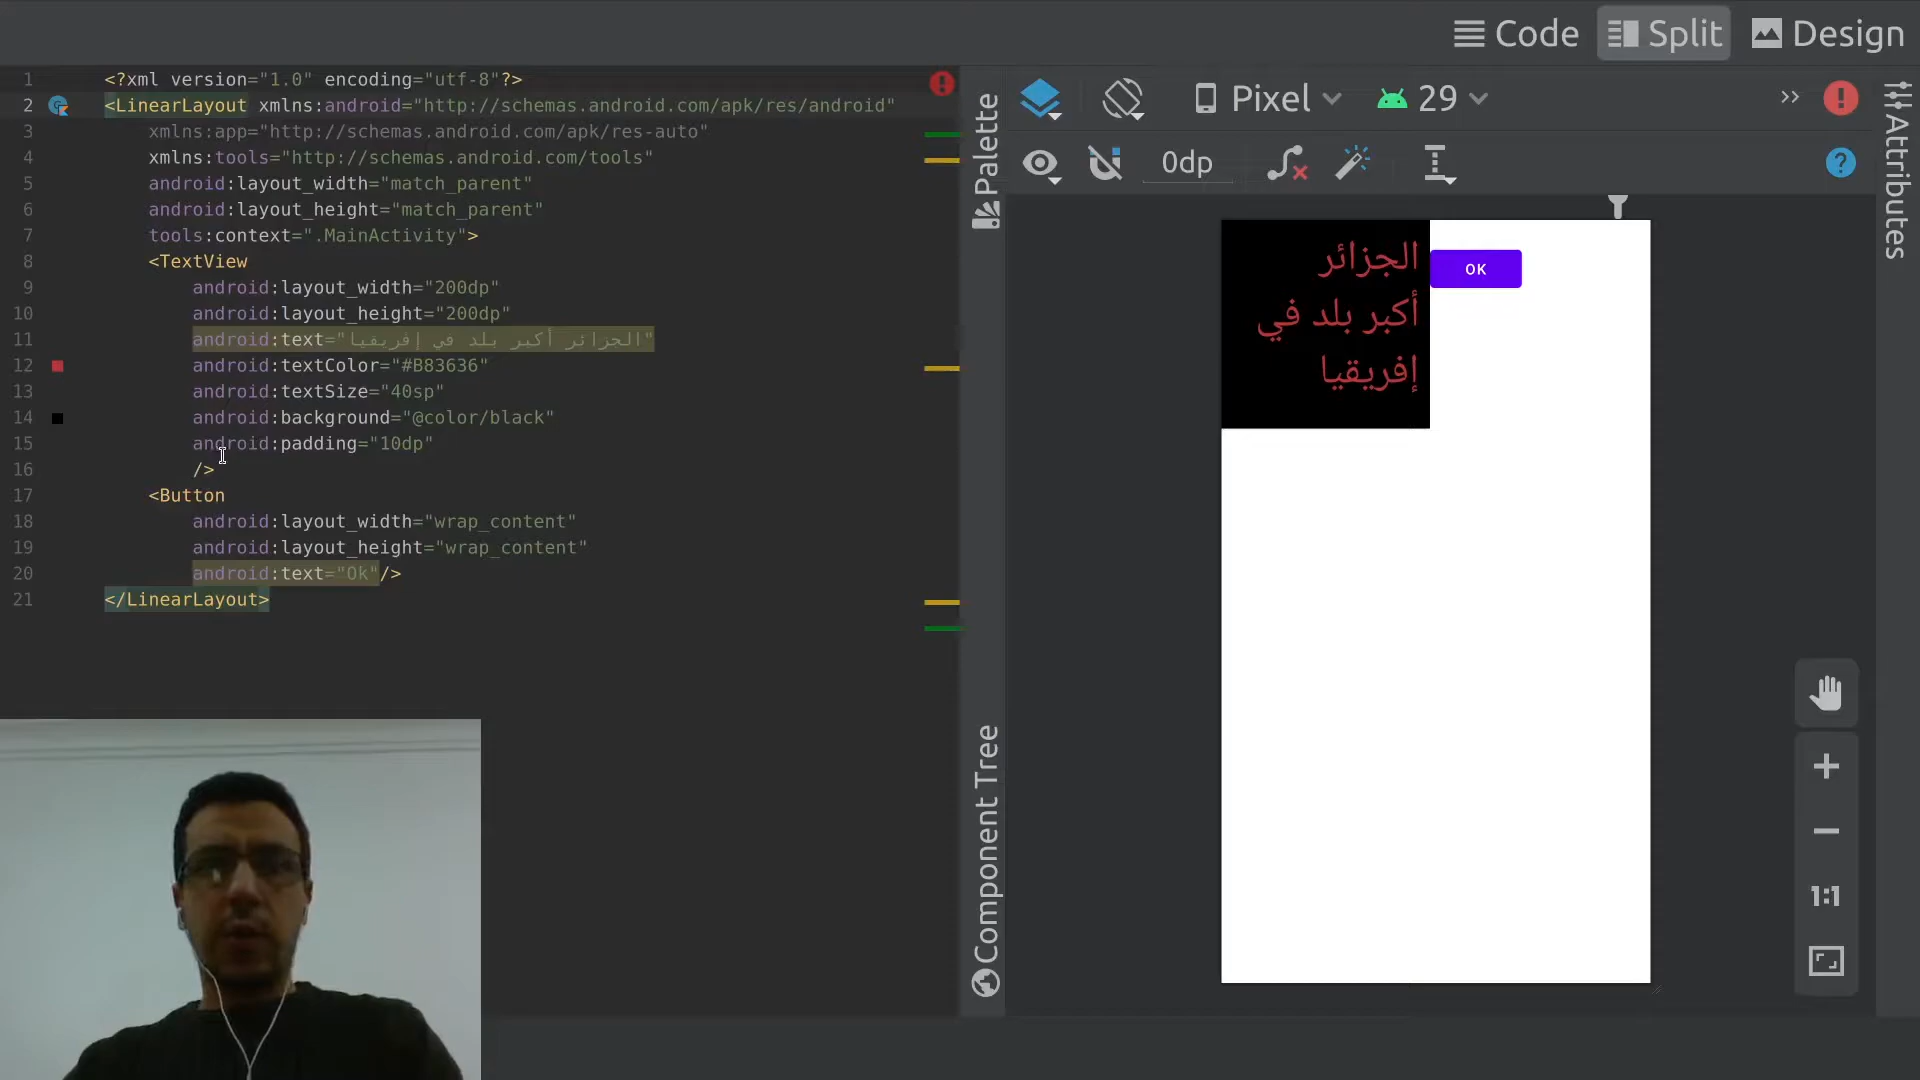 Code
Split
Design
1 <?xml version="1.0" encoding="utf-8"?>
2 <LinearLayout xmlns:android="http://schemas.android.com/apk/res/android"
3 xmlns:app="http://schemas.android.com/apk/res-auto"
4 xmlns:tools="http://schemas.android.com/tools"
5 android:layout_width="match_parent"
6 android:layout_height="match_parent"
7 tools:context=".MainActivity">
8 <TextView
9 android:layout_width="200dp"
10 android:layout_height="200dp"
11 android:text="الجزائر أكبر بلد في إفريقيا"
12 android:textColor="#B83636"
13 android:textSize="40sp"
14 android:background="@color/black"
15 android:padding="10dp"
16 />
17 <Button
18 android:layout_width="wrap_content"
19 android:layout_height="wrap_content"
20 android:text="Ok"/>
21 </LinearLayout>
Palette
Component Tree
Pixel
29
0dp
Attributes
الجزائر
أكبر بلد في
إفريقيا
OK
1:1